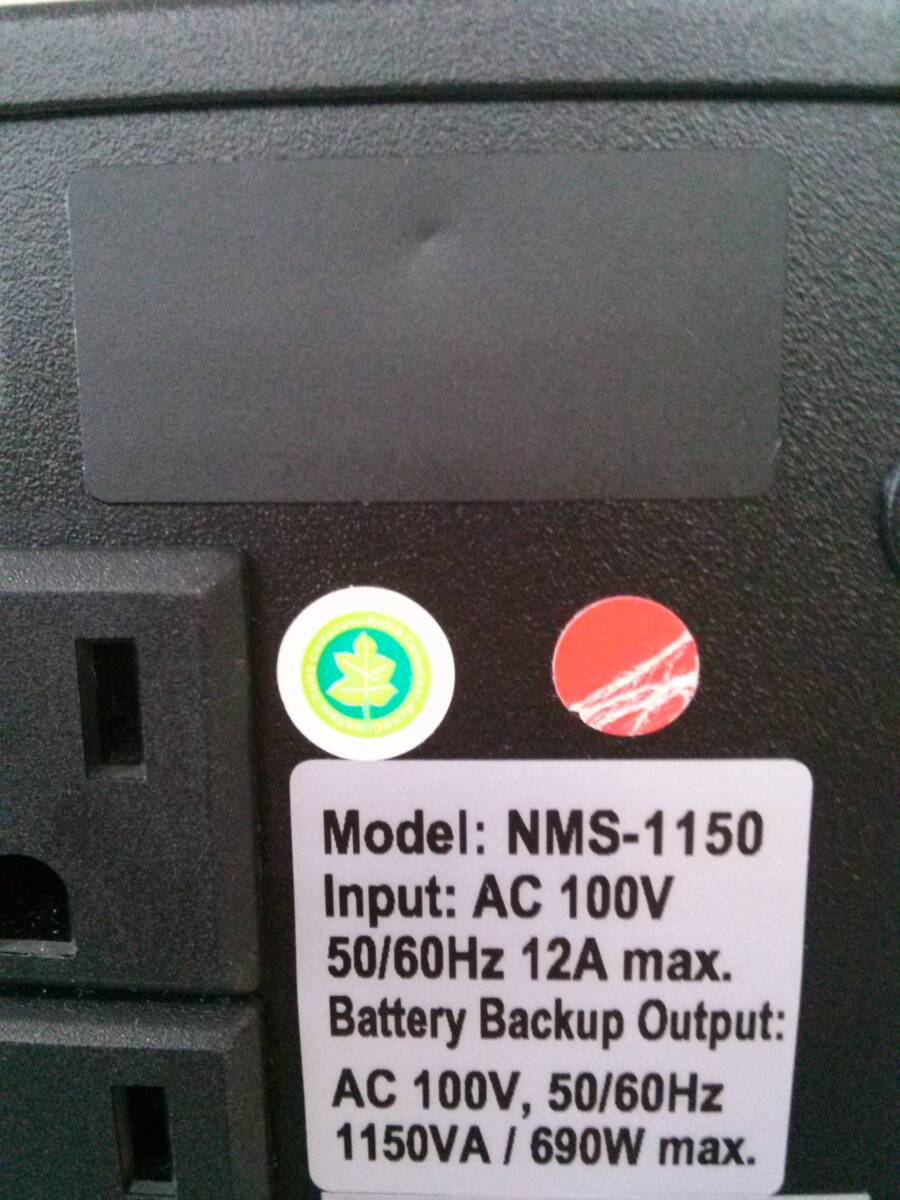 Model: NMS-1150
Input: AC 100V
50/60Hz 12A max.
Battery Backup Output:
AC 100V, 50/60Hz
1150VA / 690W max.